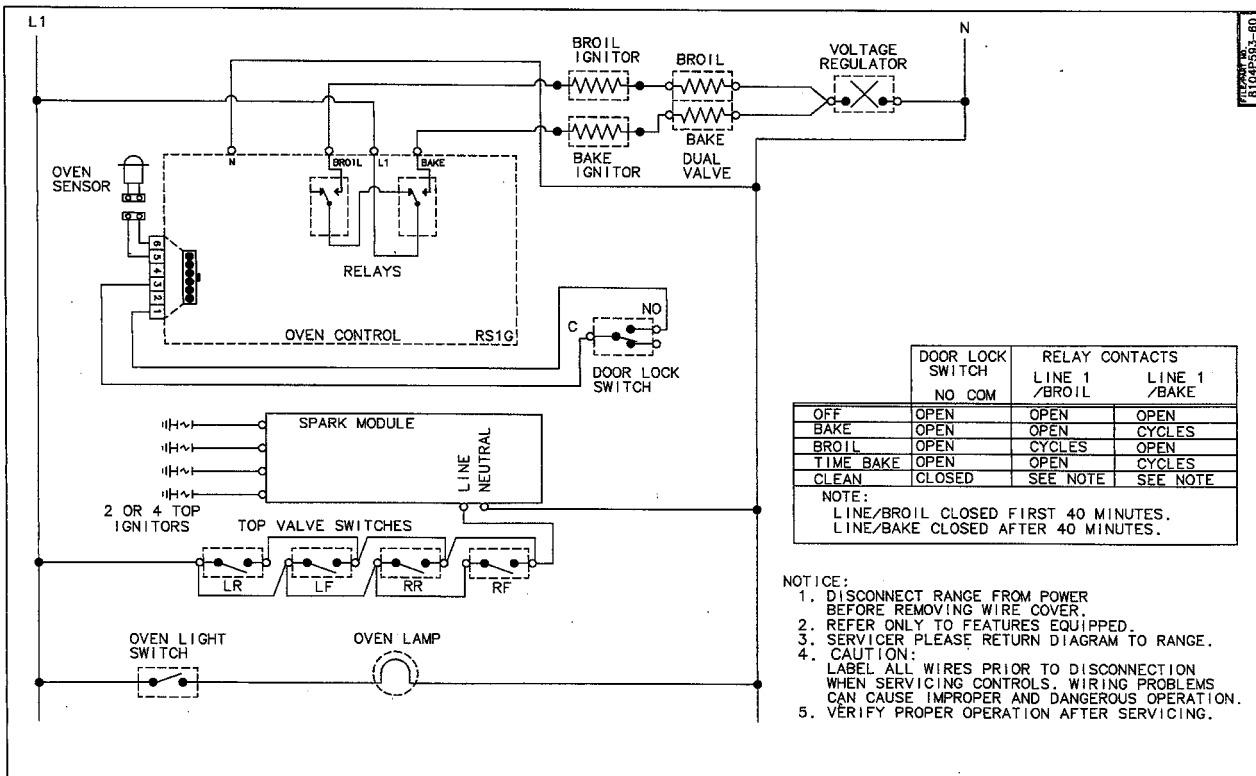 L1
N
FILE/PART NO.
8104P593-60
BROIL
IGNITOR
BROIL
VOLTAGE
REGULATOR
BAKE
IGNITOR
BAKE
DUAL
VALVE
OVEN
SENSOR
N
BROIL
L1
BAKE
6
5
4
3
2
1
RELAYS
OVEN CONTROL
RS1G
C
NO
DOOR LOCK
SWITCH
SPARK MODULE
LINE
NEUTRAL
2 OR 4 TOP
IGNITORS
TOP VALVE SWITCHES
LR
LF
RR
RF
OVEN LIGHT
SWITCH
OVEN LAMP
DOOR LOCK SWITCH RELAY CONTACTS
NO COM LINE 1 /BROIL LINE 1 /BAKE
OFF OPEN OPEN OPEN
BAKE OPEN OPEN CYCLES
BROIL OPEN CYCLES OPEN
TIME BAKE OPEN OPEN CYCLES
CLEAN CLOSED SEE NOTE SEE NOTE
NOTE:
LINE/BROIL CLOSED FIRST 40 MINUTES.
LINE/BAKE CLOSED AFTER 40 MINUTES.
NOTICE:
1. DISCONNECT RANGE FROM POWER
BEFORE REMOVING WIRE COVER.
2. REFER ONLY TO FEATURES EQUIPPED.
3. SERVICER PLEASE RETURN DIAGRAM TO RANGE.
4. CAUTION:
LABEL ALL WIRES PRIOR TO DISCONNECTION
WHEN SERVICING CONTROLS. WIRING PROBLEMS
CAN CAUSE IMPROPER AND DANGEROUS OPERATION.
5. VERIFY PROPER OPERATION AFTER SERVICING.